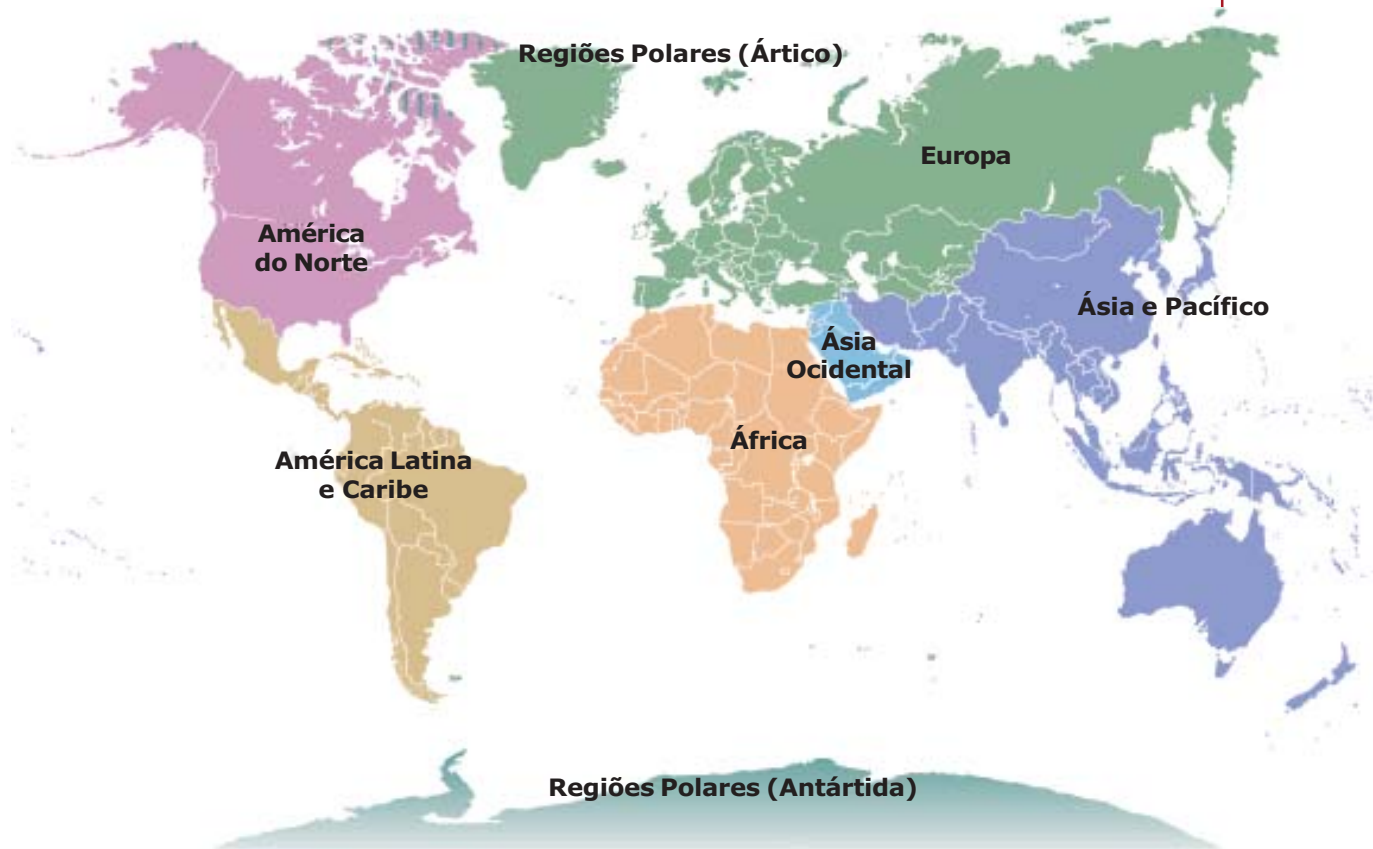 Regiões Polares (Ártico)
Europa
América
do Norte
Ásia e Pacífico
Ásia
Ocidental
África
América Latina
e Caribe
Regiões Polares (Antártida)